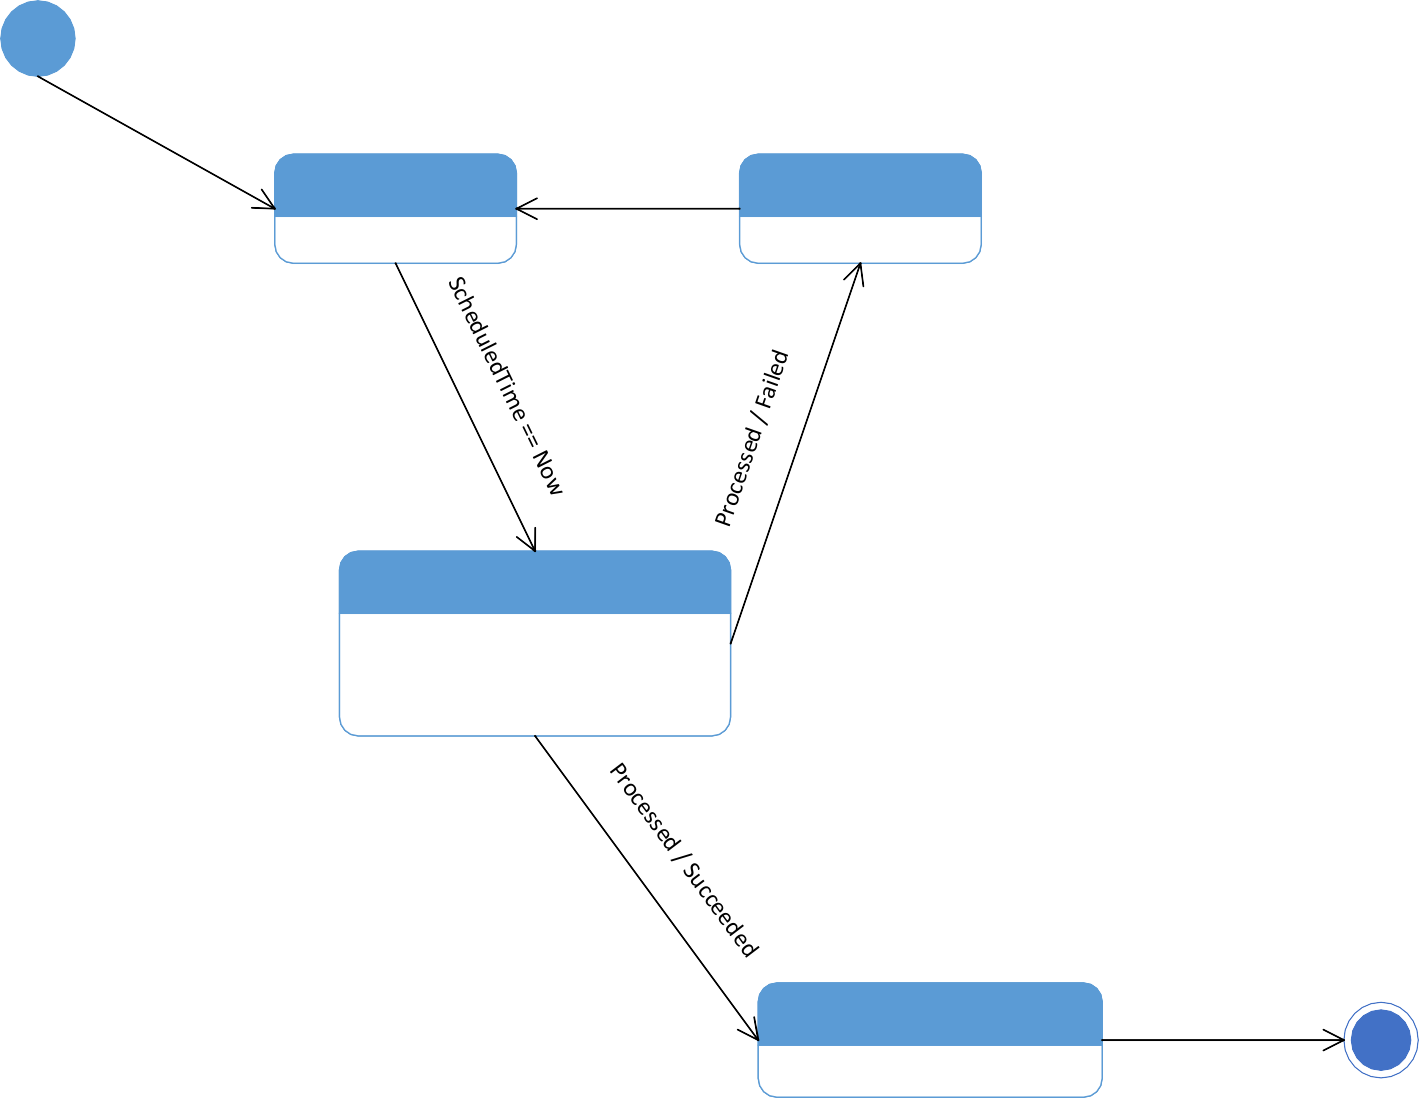 ScheduledTime == Now
Processed / Failed
Processed / Succeeded